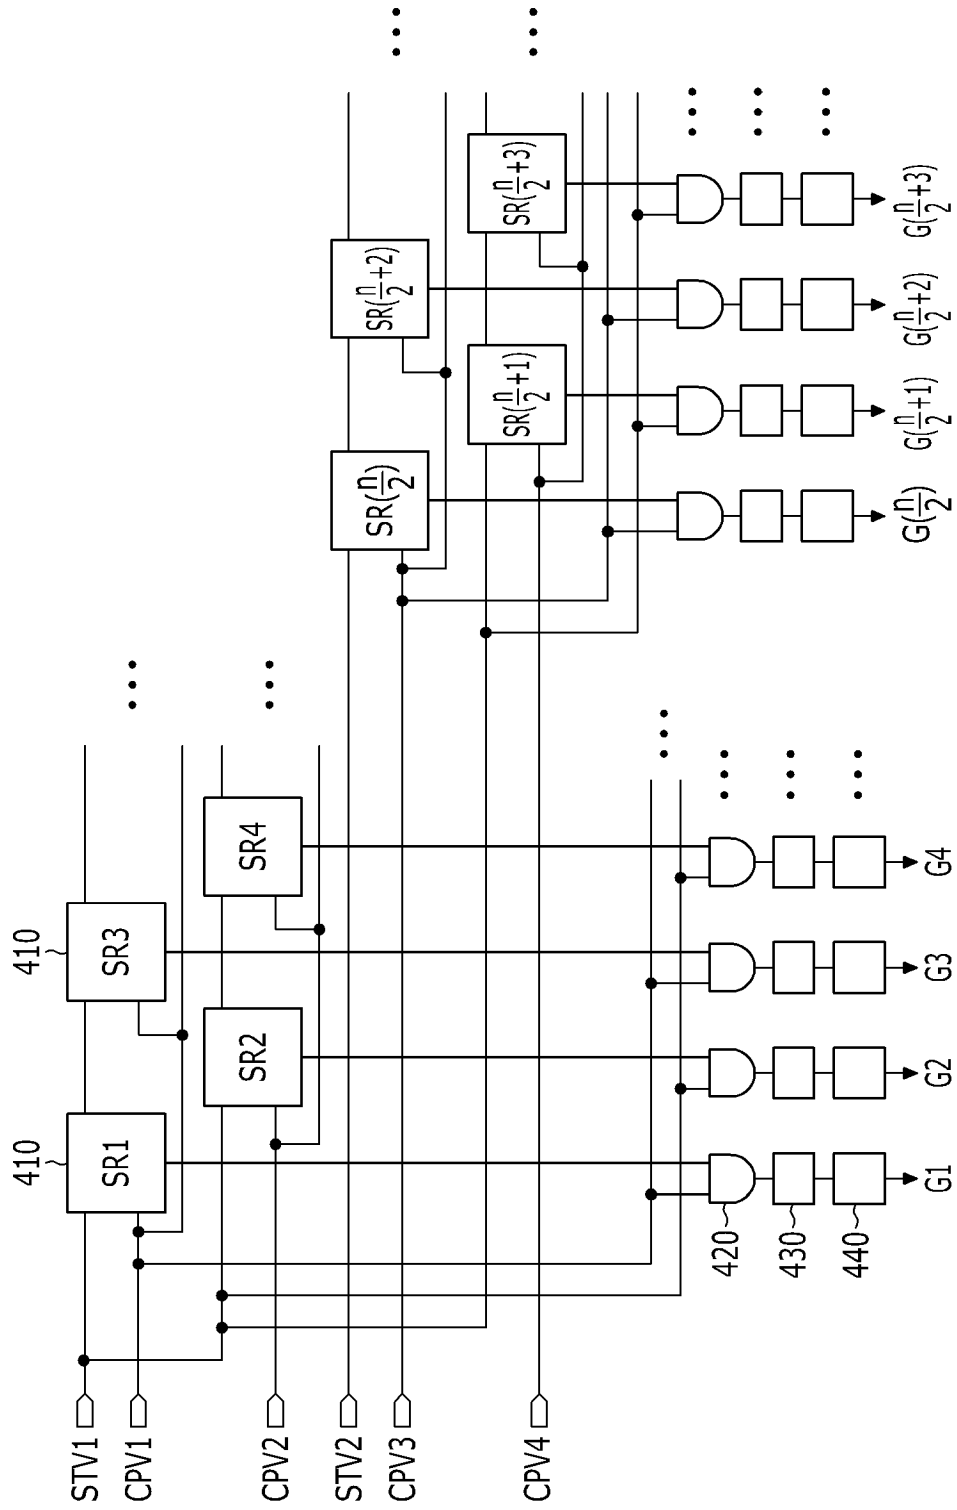 STV1
CPV1
CPV2
STV2
CPV3
CPV4
410
SR1
410
SR3
SR2
SR4
SR(n/2)
SR(n/2+2)
SR(n/2+1)
SR(n/2+3)
420
430
440
G1
G2
G3
G4
G(n/2)
G(n/2+1)
G(n/2+2)
G(n/2+3)